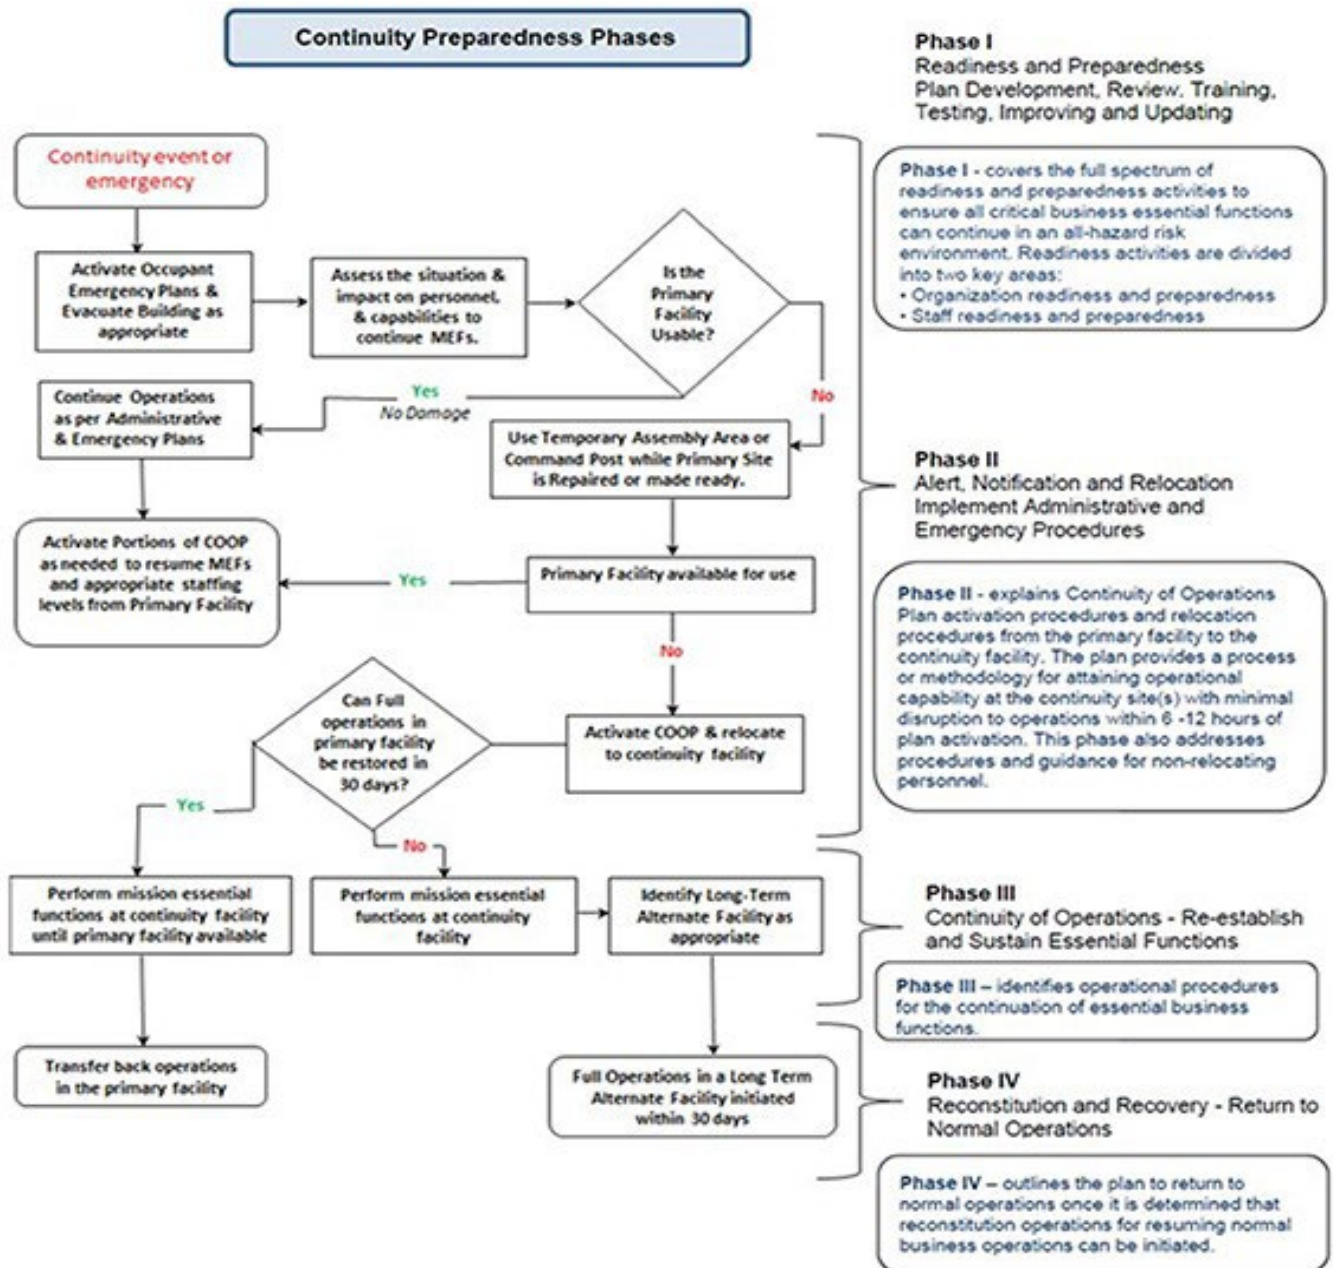 Continuity Preparedness Phases
Phase I
Readiness and Preparedness
Plan Development, Review. Training,
Testing, Improving and Updating
Continuity event or
emergency
Phase I - covers the full spectrum of
readiness and preparedness activities to
ensure all critical business essential functions
can continue in an all-hazard risk
environment. Readiness activities are divided
into two key areas:
• Organization readiness and preparedness
• Staff readiness and preparedness
Activate Occupant
Emergency Plans &
Evacuate Building as
appropriate
Assess the situation &
impact on personnel,
& capabilities to
continue MEFs.
Is the
Primary
Facility
Usable?
Yes
No Damage
No
Continue Operations
as per Administrative
& Emergency Plans
Use Temporary Assembly Area or
Command Post while Primary Site
is Repaired or made ready.
Phase II
Alert, Notification and Relocation
Implement Administrative and
Emergency Procedures
Activate Portions of COOP
as needed to resume MEFs
and appropriate staffing
levels from Primary Facility
Yes
Primary Facility available for use
No
Phase II - explains Continuity of Operations
Plan activation procedures and relocation
procedures from the primary facility to the
continuity facility. The plan provides a process
or methodology for attaining operational
capability at the continuity site(s) with minimal
disruption to operations within 6 -12 hours of
plan activation. This phase also addresses
procedures and guidance for non-relocating
personnel.
Can Full
operations in
primary facility
be restored in
30 days?
Activate COOP & relocate
to continuity facility
Yes
No
Perform mission essential
functions at continuity facility
until primary facility available
Perform mission essential
functions at continuity
facility
Identify Long-Term
Alternate Facility as
appropriate
Phase III
Continuity of Operations - Re-establish
and Sustain Essential Functions
Phase III – identifies operational procedures
for the continuation of essential business
functions.
Transfer back operations
in the primary facility
Full Operations in a Long Term
Alternate Facility initiated
within 30 days
Phase IV
Reconstitution and Recovery - Return to
Normal Operations
Phase IV – outlines the plan to return to
normal operations once it is determined that
reconstitution operations for resuming normal
business operations can be initiated.